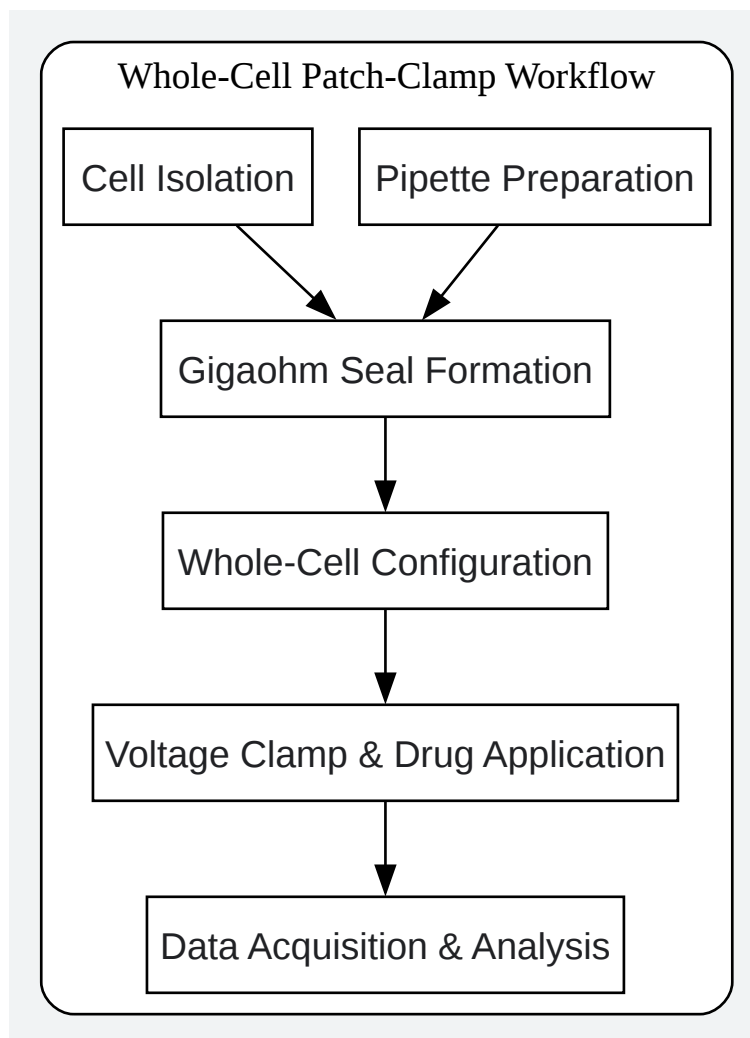 Whole-Cell Patch-Clamp Workflow
Cell Isolation
Pipette Preparation
Gigaohm Seal Formation
Whole-Cell Configuration
Voltage Clamp & Drug Application
Data Acquisition & Analysis